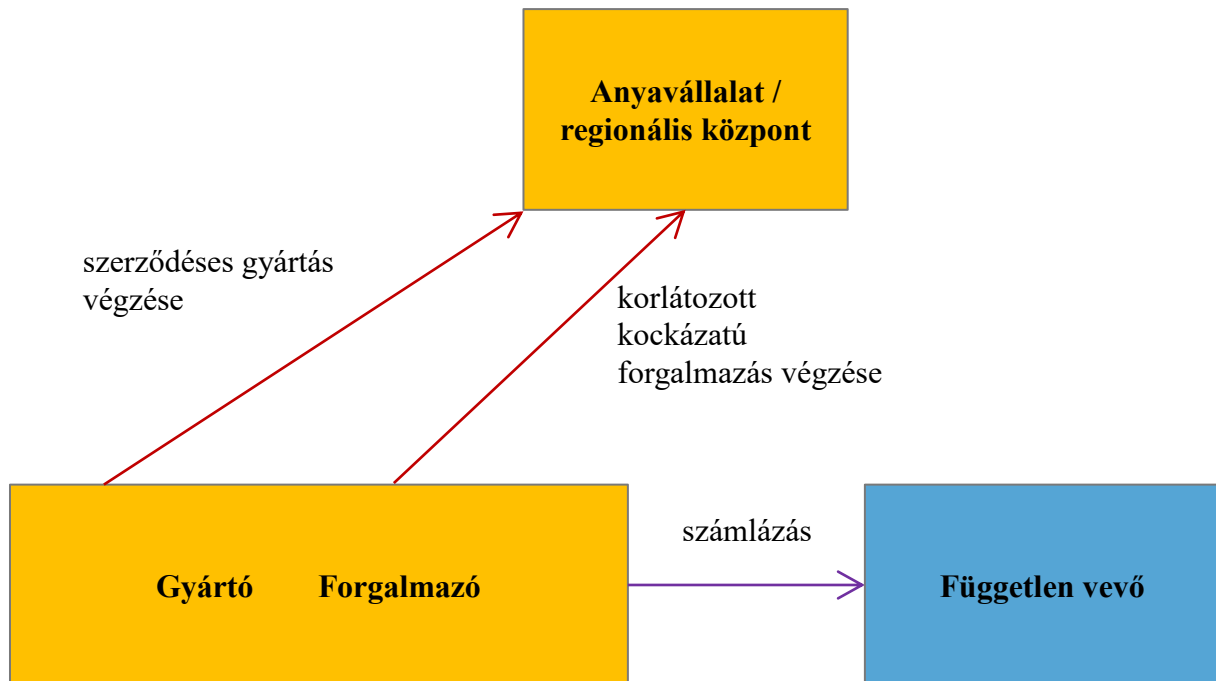 Anyavállalat /
regionális központ
szerződéses gyártás
végzése
korlátozott
kockázatú
forgalmazás végzése
számlázás
Gyártó Forgalmazó
Független vevő